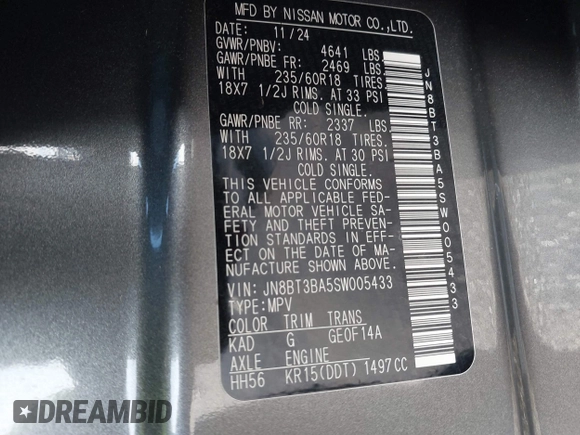 MFD BY NISSAN MOTOR CO.,LTD.
DATE: 11/24
GVWR/PNBV: 4641 LBS.
GAWR/PNBE FR: 2469 LBS.
WITH 235/60R18 TIRES.
18X7 1/2J RIMS. AT 33 PSI
COLD SINGLE.
GAWR/PNBE RR: 2337 LBS.
WITH 235/60R18 TIRES.
18X7 1/2J RIMS. AT 30 PSI
COLD SINGLE.
THIS VEHICLE CONFORMS
TO ALL APPLICABLE FED-
ERAL MOTOR VEHICLE SA-
FETY AND THEFT PREVEN-
TION STANDARDS IN EFF-
ECT ON THE DATE OF MA-
NUFACTURE SHOWN ABOVE.
VIN: JN8BT3BA5SW005433
TYPE:MPV
COLOR TRIM TRANS
KAD G GE0F14A
AXLE ENGINE
HH56 KR15(DDT) 1497CC
JN8BT3BA5SW005433
DREAMBID